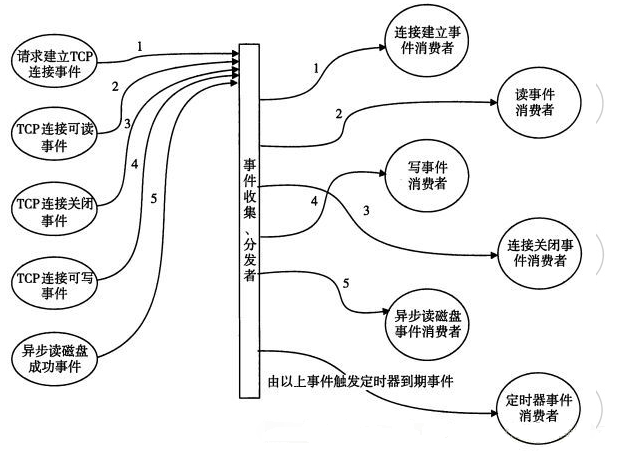 请求建立TCP
连接事件
1
TCP连接可读
事件
2
TCP连接关闭
事件
3
TCP连接可写
事件
4
异步读磁盘
成功事件
5
事件收集、分发者
1
连接建立事
件消费者
2
读事件
消费者
4
写事件
消费者
3
连接关闭事
件消费者
5
异步读磁盘
事件消费者
由以上事件触发定时器到期事件
定时器事件
消费者